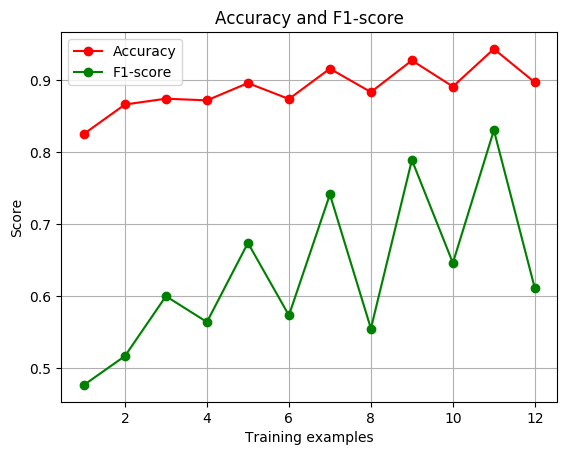 Accuracy and F1-score
Accuracy
F1-score
Score
0.9
0.8
0.7
0.6
0.5
2 4 6 8 10 12
Training examples